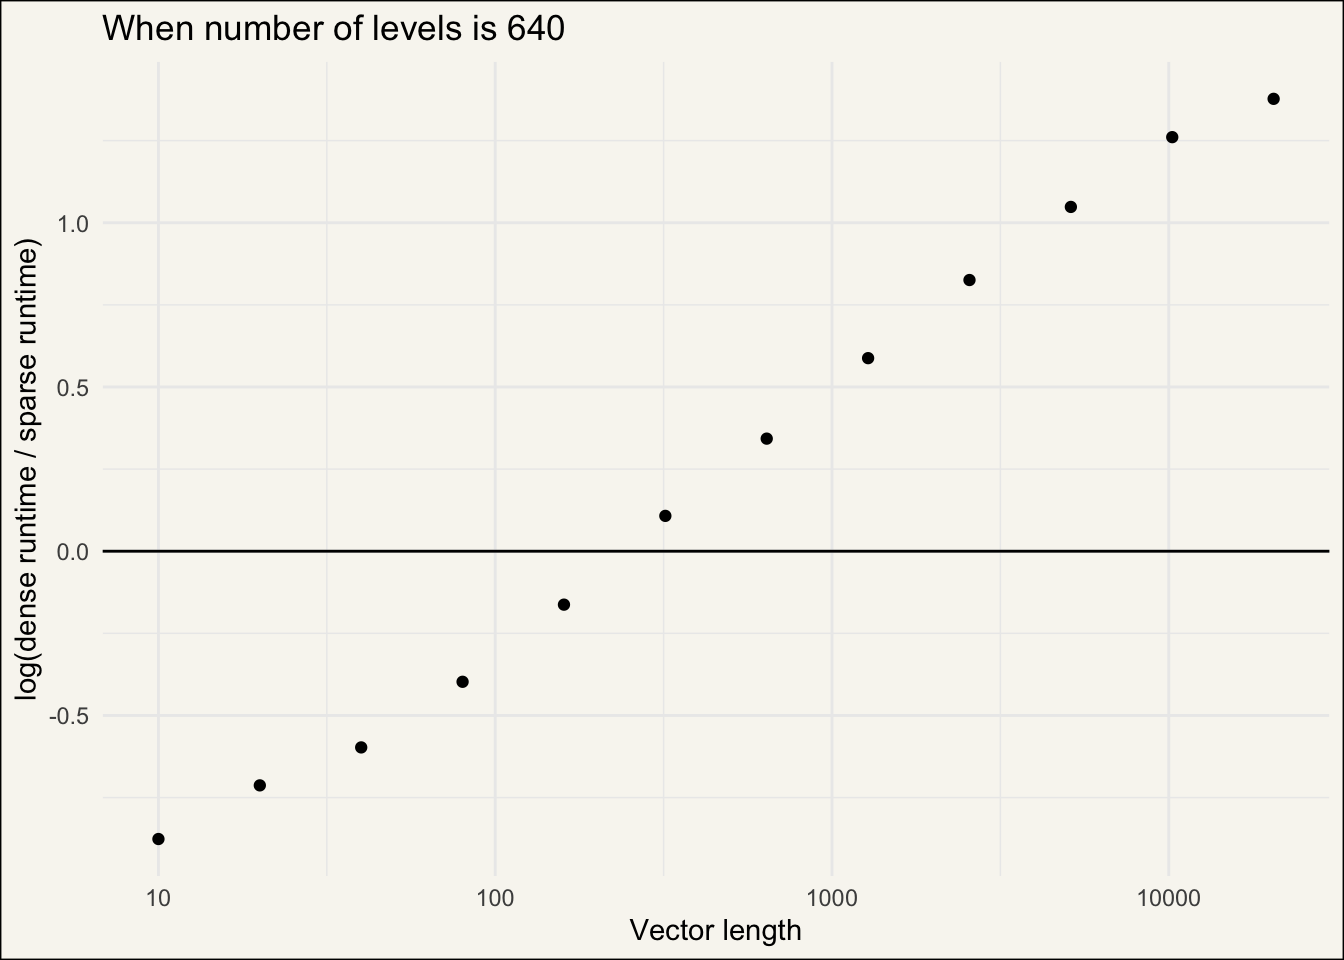 When number of levels is 640
log(dense runtime / sparse runtime)
1.0
0.5
0.0
-0.5
10 100 1000 10000
Vector length